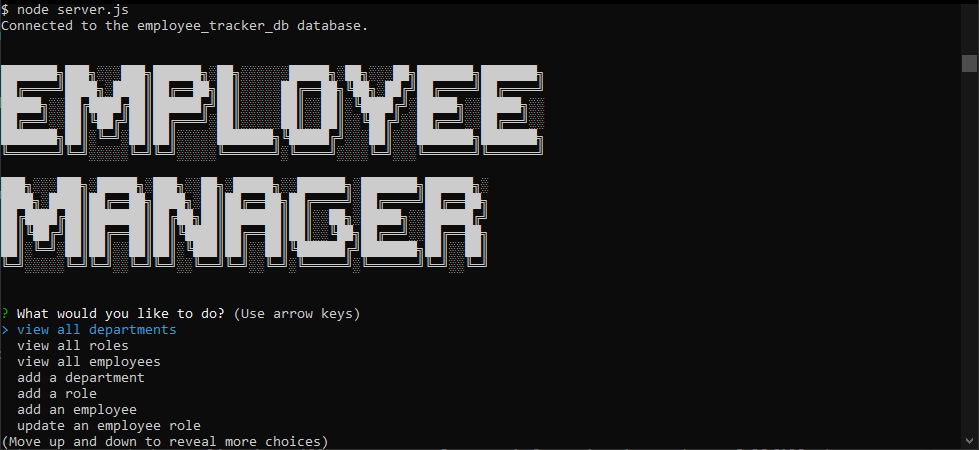 $ node server.js
Connected to the employee_tracker_db database.
EMPLOYEE
MANAGER
? What would you like to do? (Use arrow keys)
> view all departments
view all roles
view all employees
add a department
add a role
add an employee
update an employee role
(Move up and down to reveal more choices)